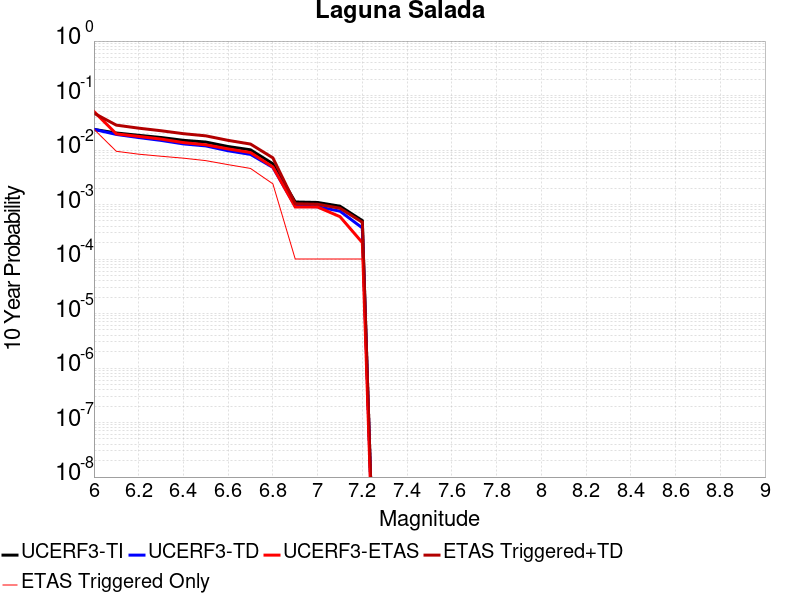 Laguna Salada
10^0
10^-1
10^-2
10^-3
10^-4
10^-5
10^-6
10^-7
10^-8
10 Year Probability
6 6.2 6.4 6.6 6.8 7 7.2 7.4 7.6 7.8 8 8.2 8.4 8.6 8.8 9
Magnitude
UCERF3-TI UCERF3-TD UCERF3-ETAS ETAS Triggered+TD
ETAS Triggered Only